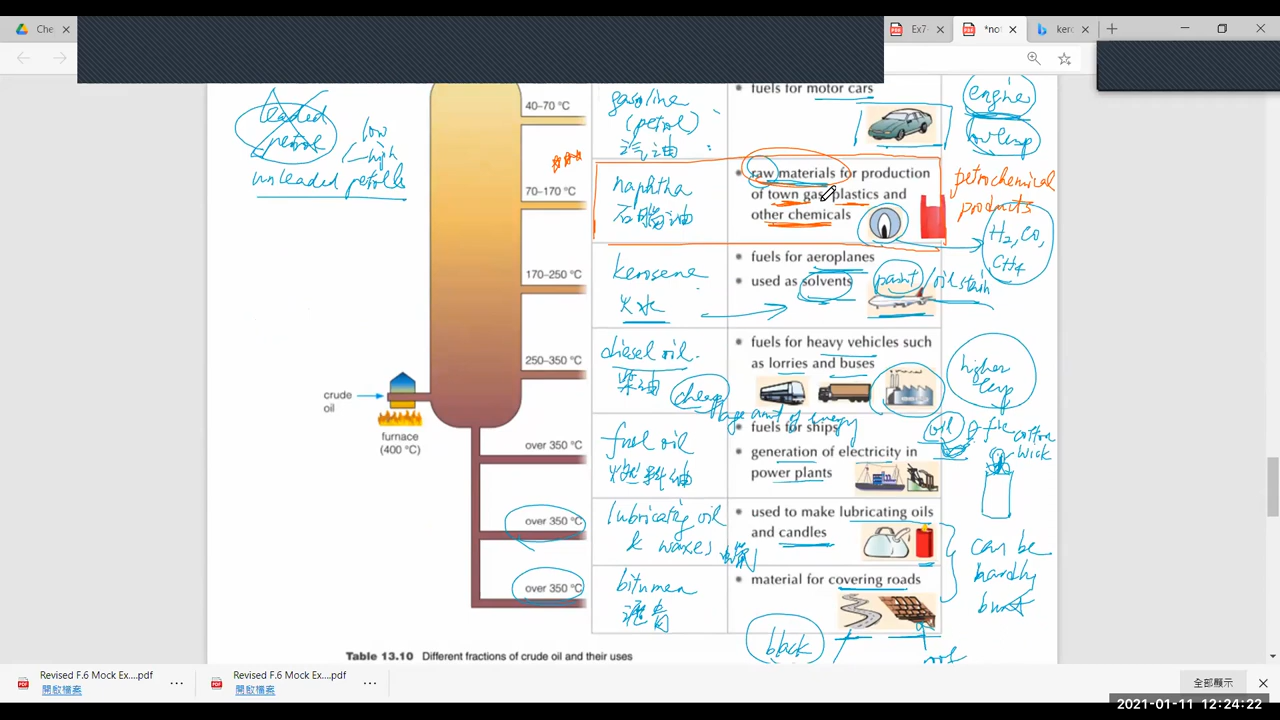 Che
Ex7-
*no
kerc
fuels for motor cars
gasoline
(petrol)
汽油
leaded
petrol
low
high
unleaded petrols
engine
low temp
40–70 °C
70–170 °C
naphtha
石腦油
raw materials for production
of town gas, plastics and
other chemicals
petrochemical
products
H2, CO,
CH4
170–250 °C
kerosene
火水
fuels for aeroplanes
used as solvents
paint / oil stain
250–350 °C
diesel oil
柴油
cheap
fuels for heavy vehicles such
as lorries and buses
higher
temp
crude
oil
furnace
(400 °C)
large amt of energy
over 350 °C
fuel oil
燃料油
fuels for ships
generation of electricity in
power plants
oil
cotton
wick
over 350 °C
lubricating oil
& waxes 蠟
used to make lubricating oils
and candles
can be
hardly
burnt
over 350 °C
bitumen
瀝青
material for covering roads
black
roof
Table 13.10 Different fractions of crude oil and their uses
Revised F.6 Mock Ex....pdf
開啟檔案
Revised F.6 Mock Ex....pdf
開啟檔案
全部顯示
2021-01-11 12:24:22